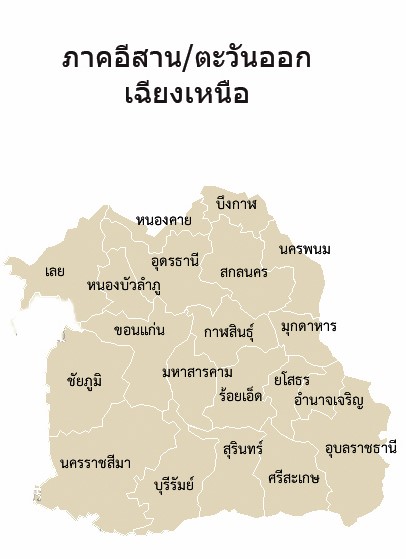 ภาคอีสาน/ตะวันออก
เฉียงเหนือ
บึงกาฬ
หนองคาย
นครพนม
อุดรธานี
เลย
สกลนคร
หนองบัวลำภู
ขอนแก่น
กาฬสินธุ์
มุกดาหาร
มหาสารคาม
ชัยภูมิ
ยโสธร
ร้อยเอ็ด
อำนาจเจริญ
สุรินทร์
อุบลราชธานี
นครราชสีมา
ศรีสะเกษ
บุรีรัมย์